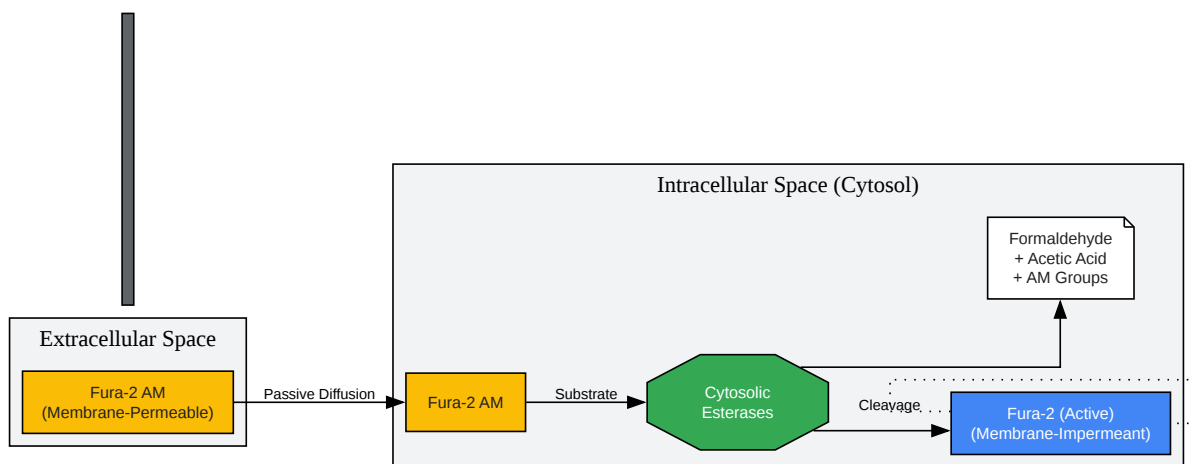 Intracellular Space (Cytosol)
Formaldehyde
+ Acetic Acid
+ AM Groups
Extracellular Space
Fura-2 AM
(Membrane-Permeable)
Passive Diffusion
Fura-2 AM
Substrate
Cytosolic
Esterases
Cleavage
Fura-2 (Active)
(Membrane-Impermeant)